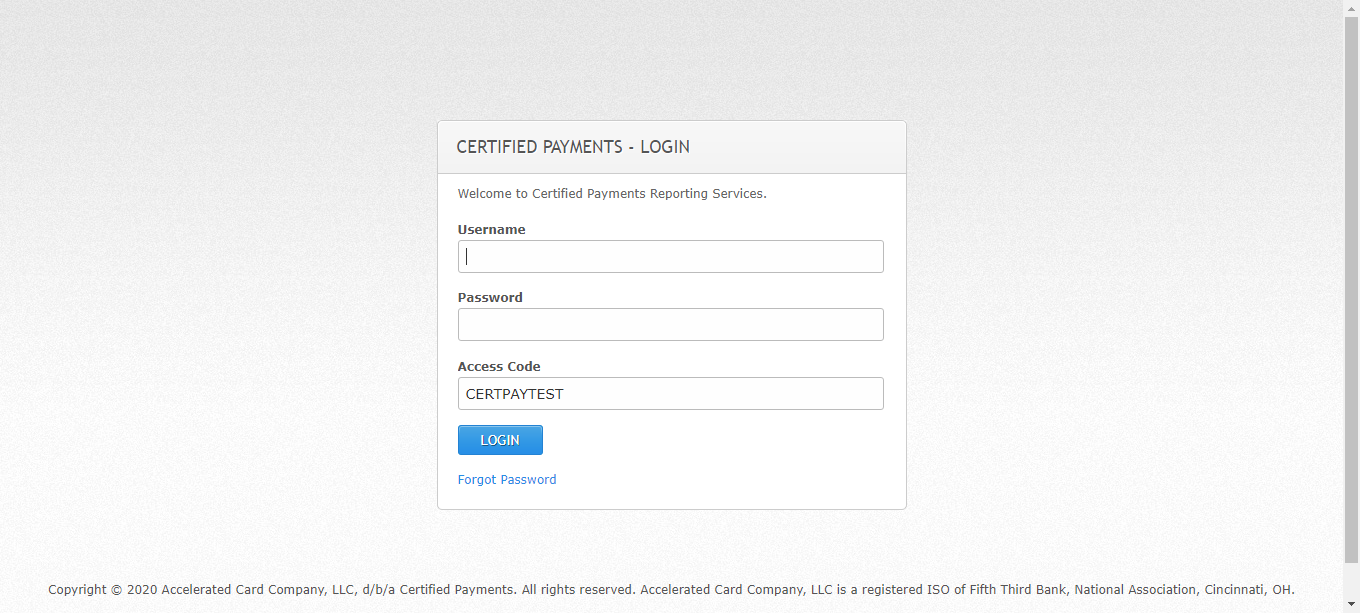 CERTIFIED PAYMENTS - LOGIN
Welcome to Certified Payments Reporting Services.
Username
Password
Access Code
CERTPAYTEST
LOGIN
Forgot Password
Copyright © 2020 Accelerated Card Company, LLC, d/b/a Certified Payments. All rights reserved. Accelerated Card Company, LLC is a registered ISO of Fifth Third Bank, National Association, Cincinnati, OH.